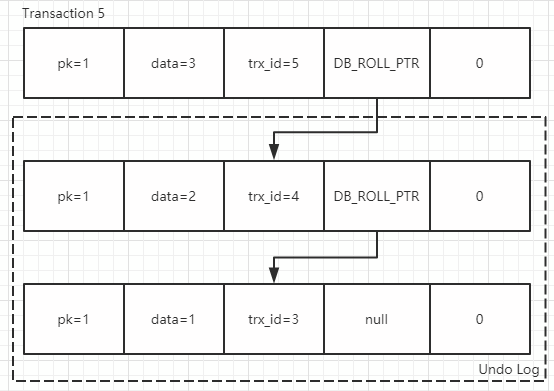 Transaction 5
pk=1 data=3 trx_id=5 DB_ROLL_PTR 0
pk=1 data=2 trx_id=4 DB_ROLL_PTR 0
pk=1 data=1 trx_id=3 null 0
Undo Log